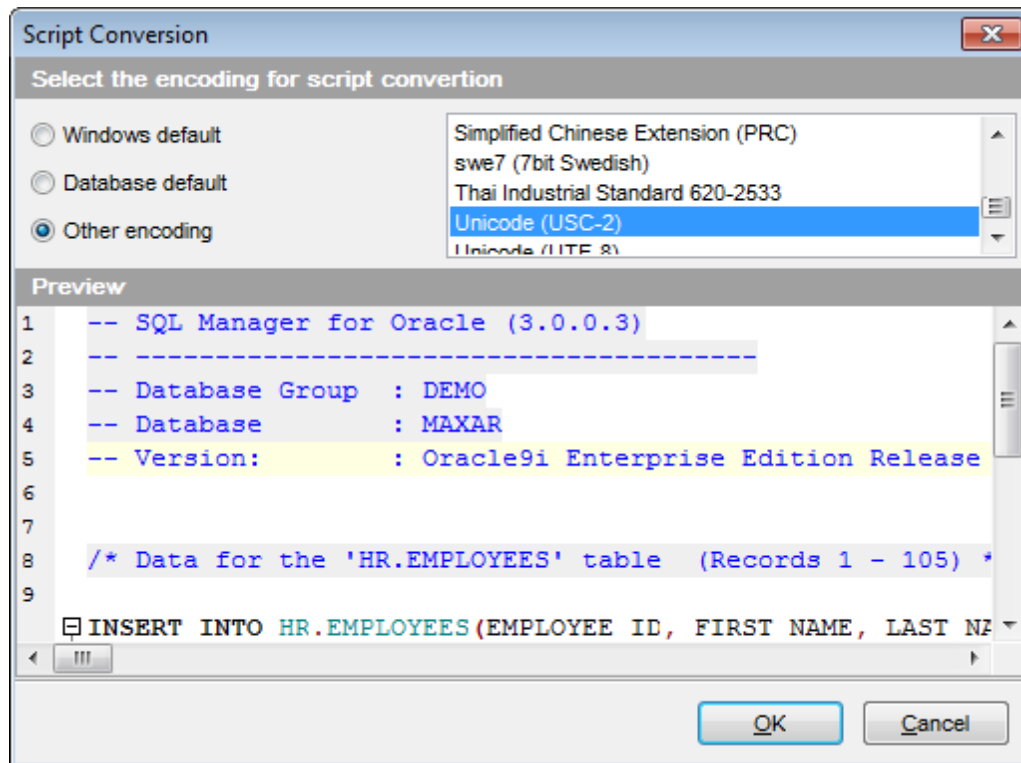 Script Conversion
Select the encoding for script convertion
Windows default
Database default
Other encoding
Simplified Chinese Extension (PRC)
swe7 (7bit Swedish)
Thai Industrial Standard 620-2533
Unicode (USC-2)
Unicode (UTF-8)
Preview
1 -- SQL Manager for Oracle (3.0.0.3)
2 -- ---------------------------------------
3 -- Database Group : DEMO
4 -- Database : MAXAR
5 -- Version: : Oracle9i Enterprise Edition Release
6
7
8 /* Data for the 'HR.EMPLOYEES' table (Records 1 - 105) *
9
INSERT INTO HR.EMPLOYEES(EMPLOYEE_ID, FIRST_NAME, LAST_NA
OK Cancel